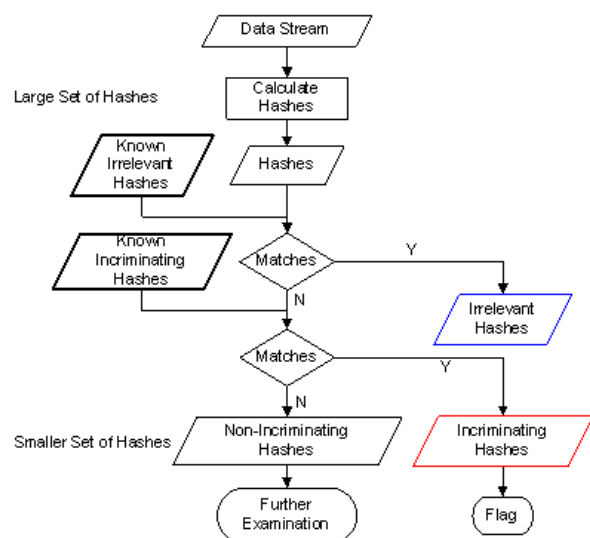 Data Stream
Large Set of Hashes
Calculate
Hashes
Known
Irrelevant
Hashes
Hashes
Known
Incriminating
Hashes
Matches
Y
N
Irrelevant
Hashes
Matches
Y
N
Smaller Set of Hashes
Non-Incriminating
Hashes
Incriminating
Hashes
Further
Examination
Flag